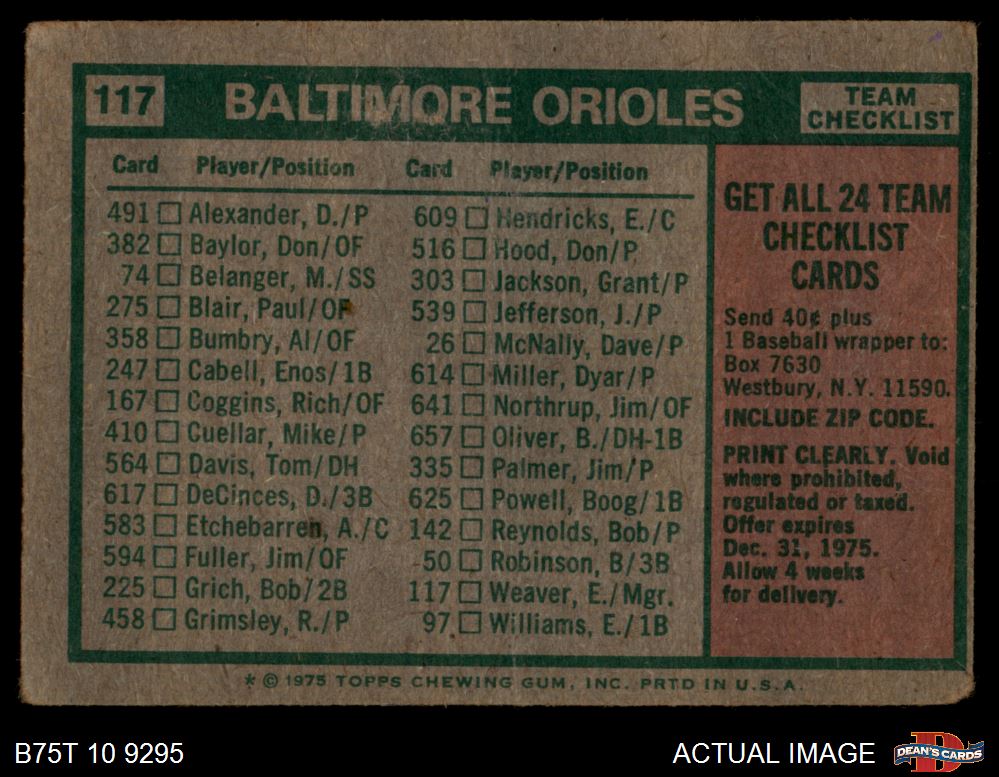 117 BALTIMORE ORIOLES TEAM CHECKLIST
Card Player/Position
491 Alexander, D./P
382 Baylor, Don/OF
74 Belanger, M./SS
275 Blair, Paul/OF
358 Bumbry, Al/OF
247 Cabell, Enos/1B
167 Coggins, Rich/OF
410 Cuellar, Mike/P
564 Davis, Tom/DH
617 DeCinces, D./3B
583 Etchebarren, A./C
594 Fuller, Jim/OF
225 Grich, Bob/2B
458 Grimsley, R./P
Card Player/Position
609 Hendricks, E./C
516 Hood, Don/P
303 Jackson, Grant/P
539 Jefferson, J./P
26 McNally, Dave/P
614 Miller, Dyar/P
641 Northrup, Jim/OF
657 Oliver, B./DH-1B
335 Palmer, Jim/P
625 Powell, Boog/1B
142 Reynolds, Bob/P
50 Robinson, B/3B
117 Weaver, E./Mgr.
97 Williams, E./1B
GET ALL 24 TEAM
CHECKLIST
CARDS
Send 40¢ plus
1 Baseball wrapper to:
Box 7630
Westbury, N.Y. 11590.
INCLUDE ZIP CODE.
PRINT CLEARLY. Void
where prohibited,
regulated or taxed.
Offer expires
Dec. 31, 1975.
Allow 4 weeks
for delivery.
* © 1975 TOPPS CHEWING GUM, INC. PRTD IN U.S.A.
B75T 10 9295
ACTUAL IMAGE
DEAN'S CARDS